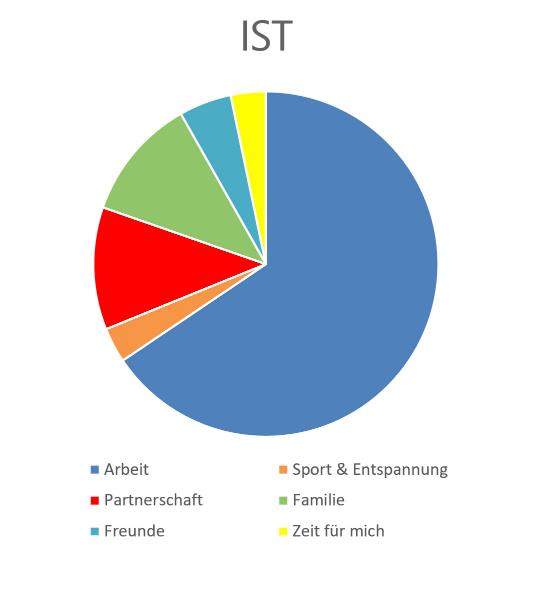 IST
Arbeit
Sport & Entspannung
Partnerschaft
Familie
Freunde
Zeit für mich